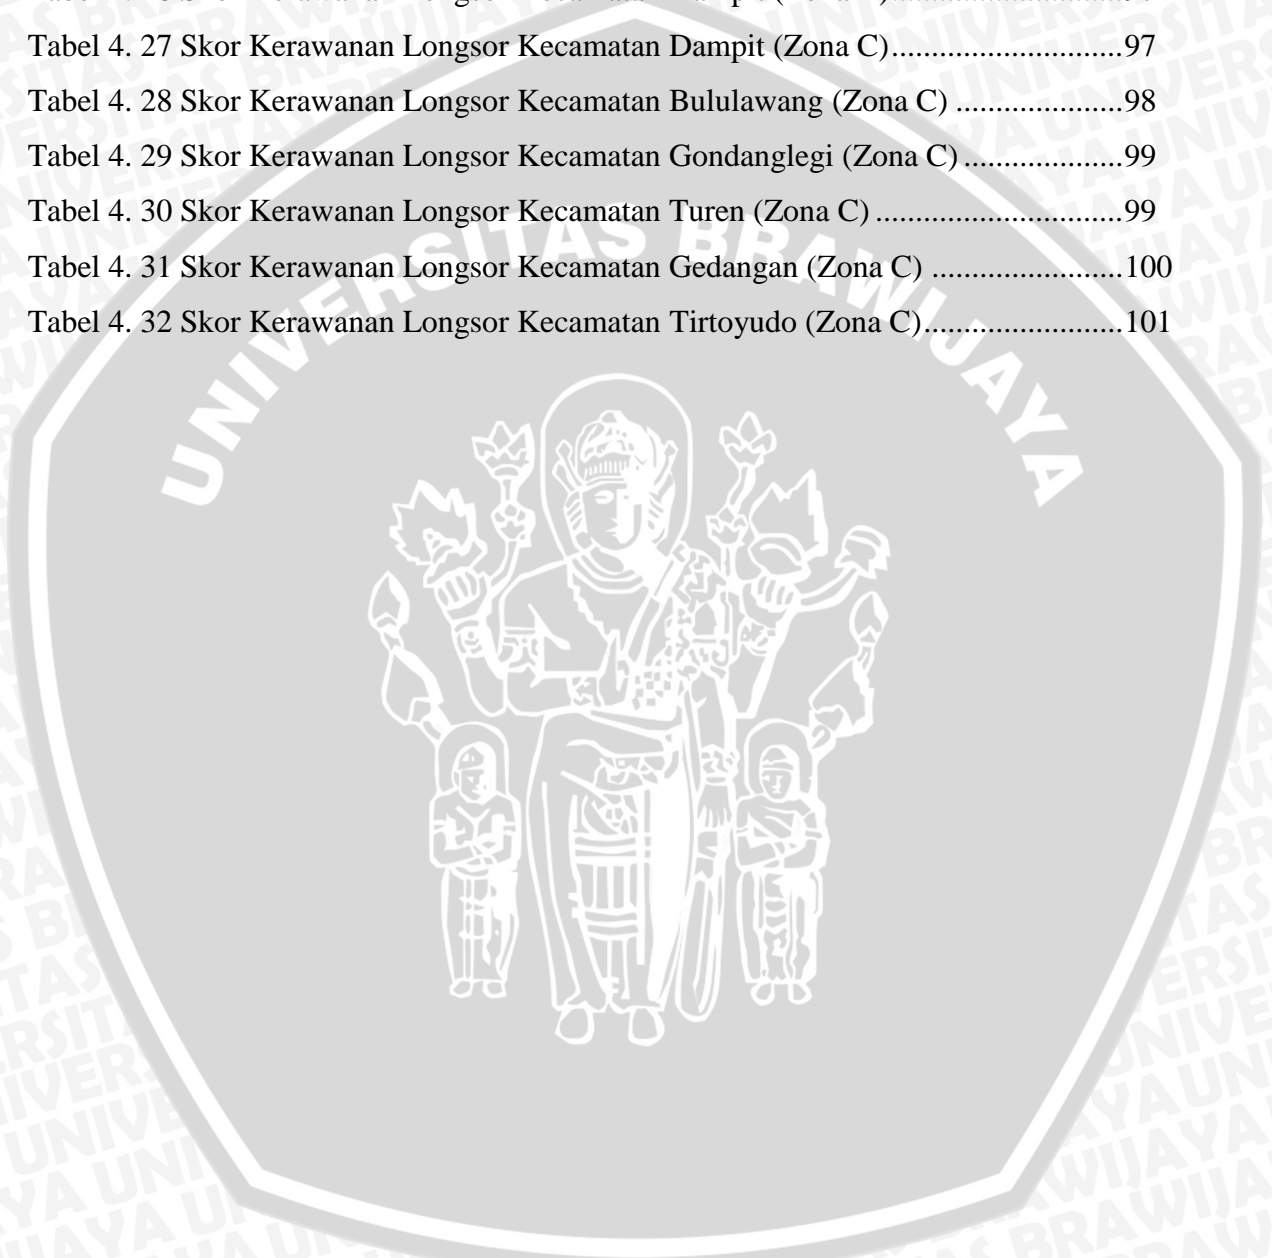 Tabel 4. 27 Skor Kerawanan Longsor Kecamatan Dampit (Zona C)............................97
Tabel 4. 28 Skor Kerawanan Longsor Kecamatan Bululawang (Zona C) ....................98
Tabel 4. 29 Skor Kerawanan Longsor Kecamatan Gondanglegi (Zona C)...................99
Tabel 4. 30 Skor Kerawanan Longsor Kecamatan Turen (Zona C) .............................99
Tabel 4. 31 Skor Kerawanan Longsor Kecamatan Gedangan (Zona C) .......................100
Tabel 4. 32 Skor Kerawanan Longsor Kecamatan Tirtoyudo (Zona C)........................101
UNIVERSITAS BRAWIJAYA